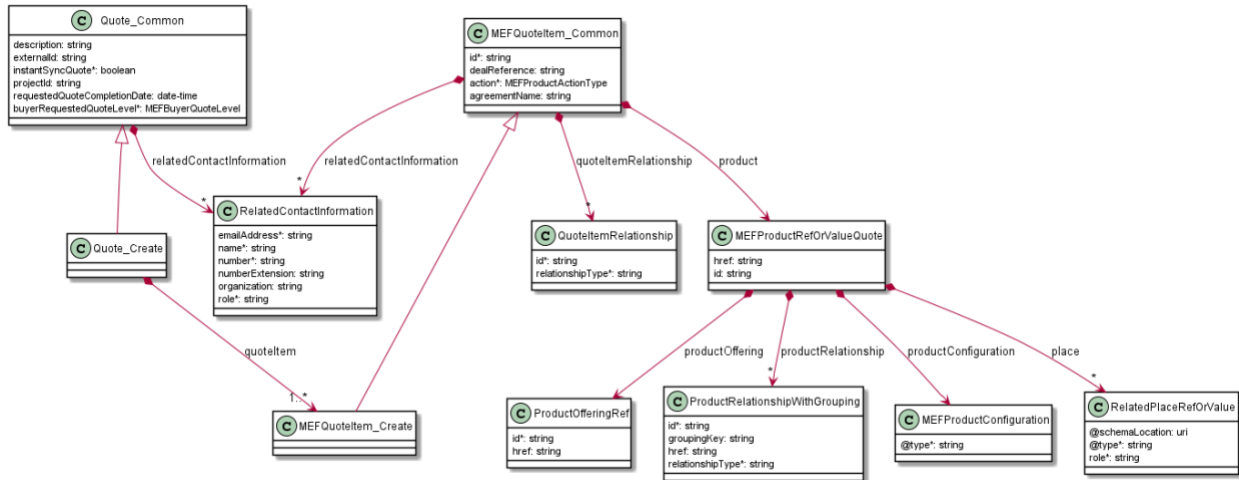 C Quote_Common
description: string
externalId: string
instantSyncQuote*: boolean
projectId: string
requestedQuoteCompletionDate: date-time
buyerRequestedQuoteLevel*: MEFBuyerQuoteLevel
C MEFQuoteItem_Common
id*: string
dealReference: string
action*: MEFProductActionType
agreementName: string
relatedContactInformation
*
relatedContactInformation
*
quoteItemRelationship
*
product
C Quote_Create
C RelatedContactInformation
emailAddress*: string
name*: string
number*: string
numberExtension: string
organization: string
role*: string
C QuoteItemRelationship
id*: string
relationshipType*: string
C MEFProductRefOrValueQuote
href: string
id: string
quoteItem
1..*
productOffering
productRelationship
*
productConfiguration
place
*
C MEFQuoteItem_Create
C ProductOfferingRef
id*: string
href: string
C ProductRelationshipWithGrouping
id*: string
groupingKey: string
href: string
relationshipType*: string
C MEFProductConfiguration
@type*: string
C RelatedPlaceRefOrValue
@schemaLocation: uri
@type*: string
role*: string